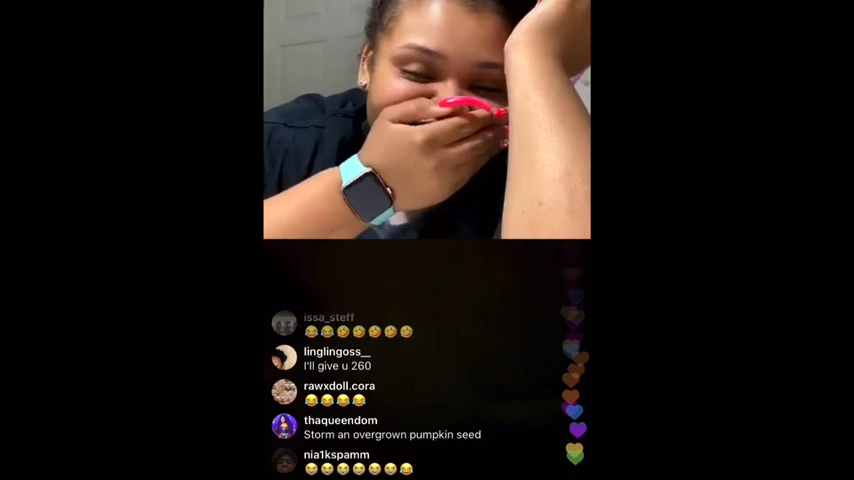 issa_steff
😂😂🤣🤣🤣🤣🤣
linglingoss__
I'll give u 260
rawxdoll.cora
😂😂😂😂
thaqueendom
Storm an overgrown pumpkin seed
nia1kspamm
😭😭😭😭😭😭😂